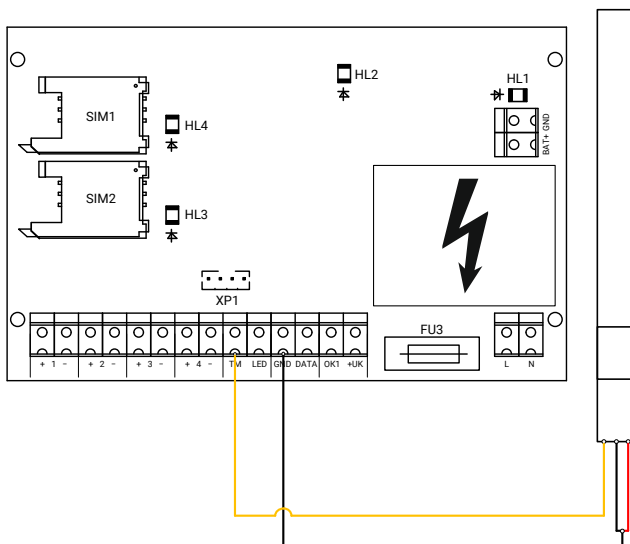 HL1
HL2
SIM1
HL4
BAT+ GND
SIM2
HL3
XP1
FU3
+ 1 - + 2 - + 3 - + 4 - TM LED GND DATA OK1 +UK L N